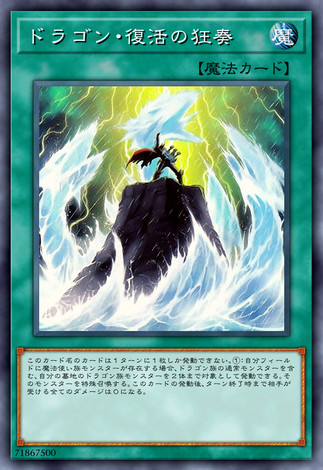 ドラゴン・復活の狂奏
魔
【魔法カード】
このカード名のカードは１ターンに１枚しか発動できない。①：自分フィール
ドに魔法使い族モンスターが存在する場合、ドラゴン族の通常モンスターを含
む、自分の墓地のドラゴン族モンスターを２体まで対象として発動できる。そ
のモンスターを特殊召喚する。このカードの発動後、ターン終了時まで相手が
受ける全てのダメージは０になる。
71867500